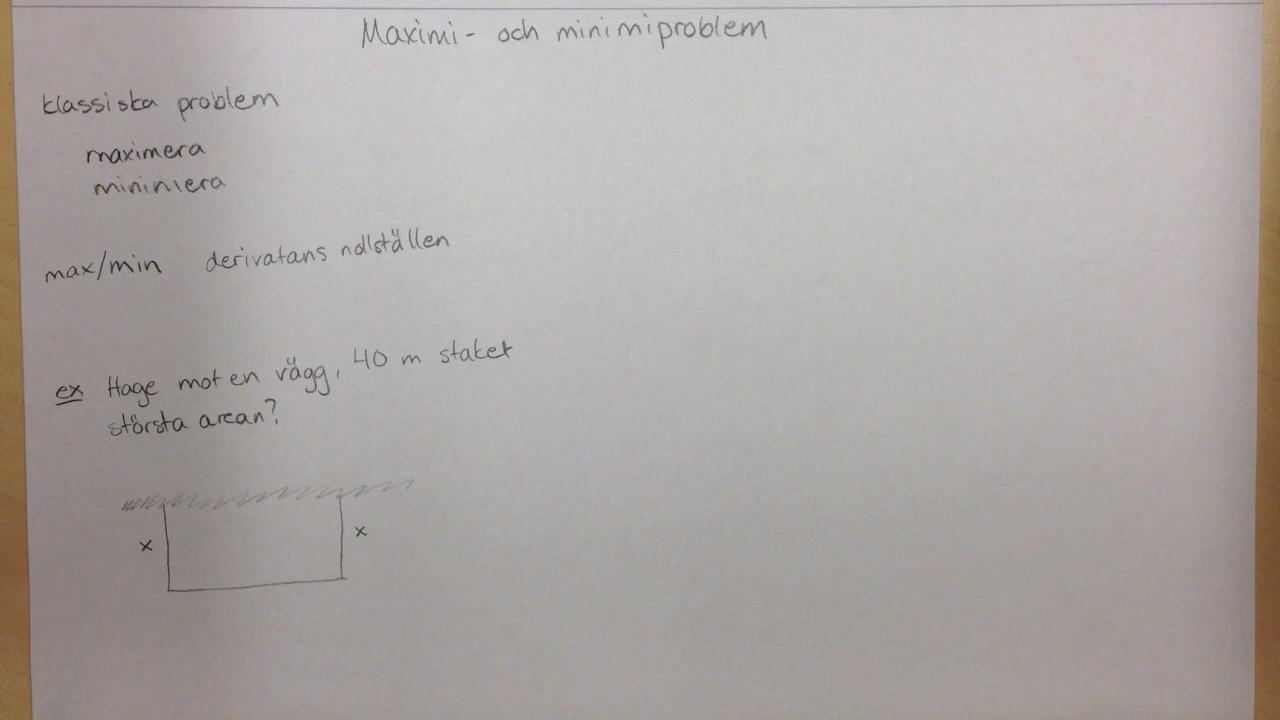 Maximi- och minimiproblem
klassiska problem
maximera
minimera
max/min derivatans nollställen
ex Hage mot en vägg, 40 m staket
största arean?
x x